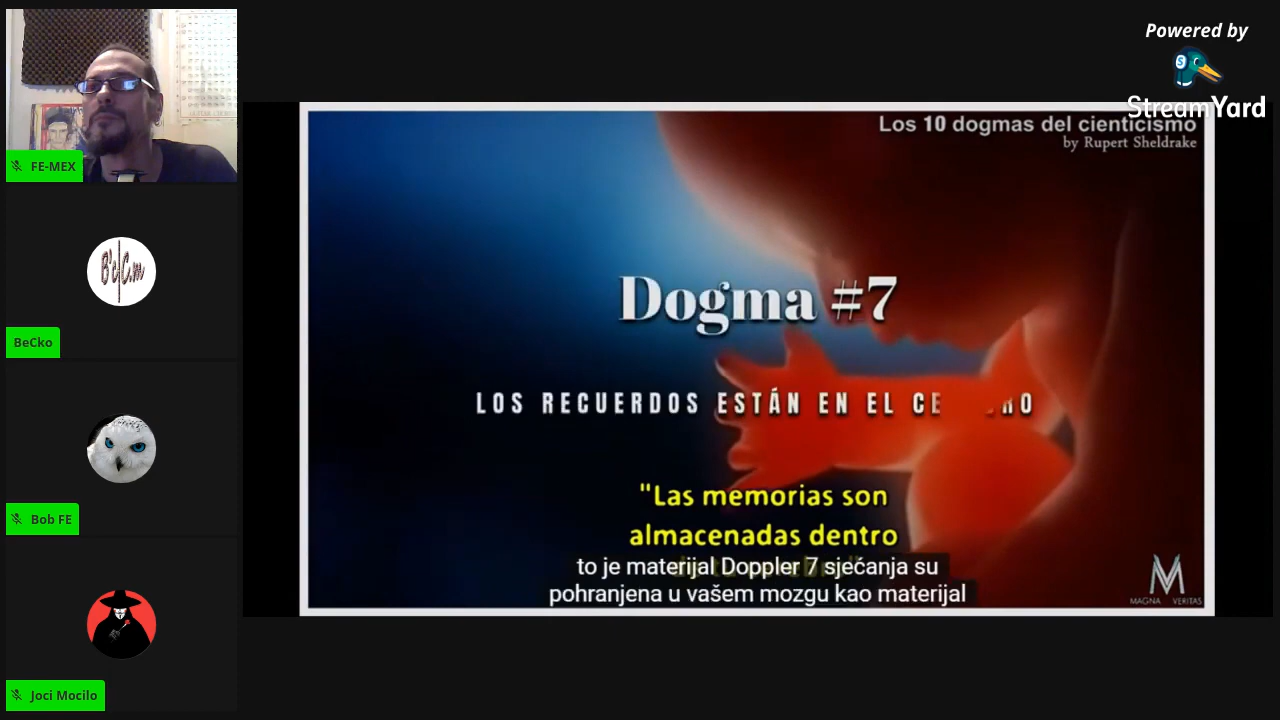 Powered by
StreamYard
FE-MEX
BeCko
Bob FE
Joci Mocilo
Los 10 dogmas del cienticismo
by Rupert Sheldrake
Dogma #7
LOS RECUERDOS ESTÁN EN EL
"Las memorias son
almacenadas dentro
to je materijal Doppler 7 sjećanja su
pohranjena u vašem mozgu kao materijal
MAGNA VERITAS